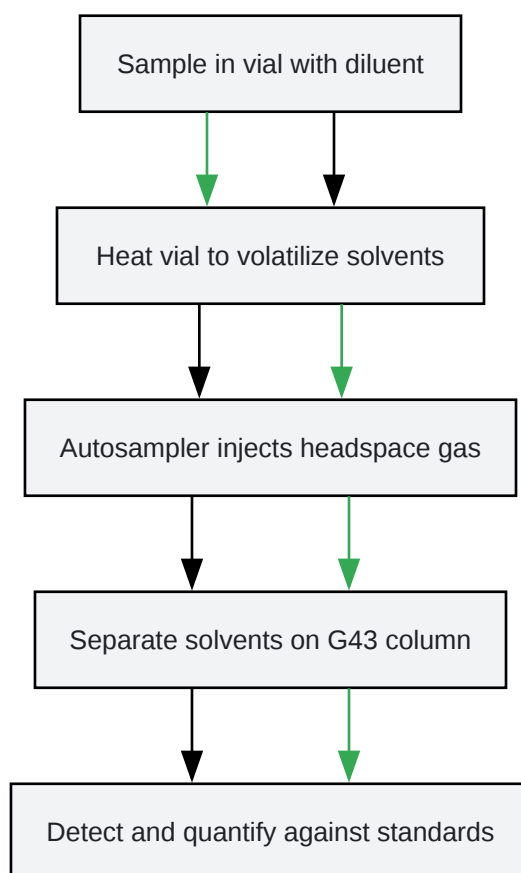 Sample in vial with diluent
Heat vial to volatilize solvents
Autosampler injects headspace gas
Separate solvents on G43 column
Detect and quantify against standards